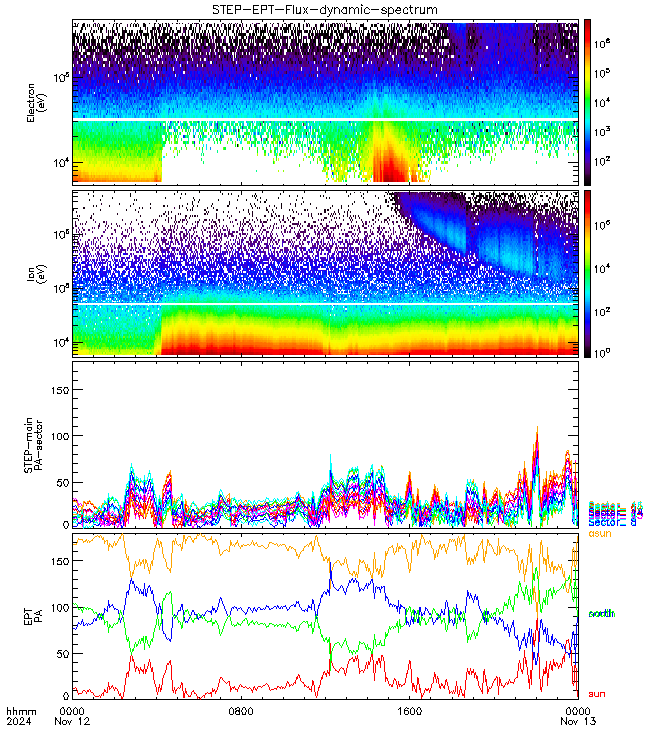 STEP-EPT-Flux-dynamic-spectrum
Electron
(eV)
10⁵
10⁴
10⁶
10⁵
10⁴
10³
10²
Ion
(eV)
10⁶
10⁵
10⁴
10⁶
10⁴
10²
10⁰
STEP-main
PA-sector
150
100
50
0
EPT
PA
150
100
50
0
asun
north
sun
hhmm
2024
0000
0800
1600
0000
Nov 12
Nov 13